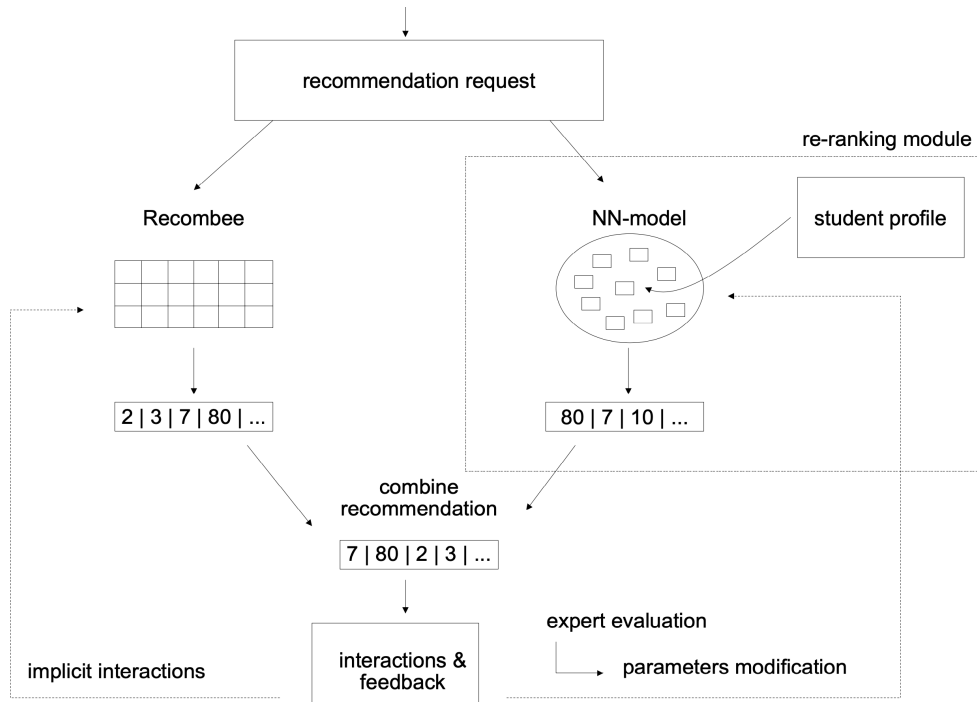 recommendation request
re-ranking module
Recombee
NN-model
student profile
2 | 3 | 7 | 80 | ...
80 | 7 | 10 | ...
combine
recommendation
7 | 80 | 2 | 3 | ...
expert evaluation
implicit interactions
interactions &
feedback
parameters modification